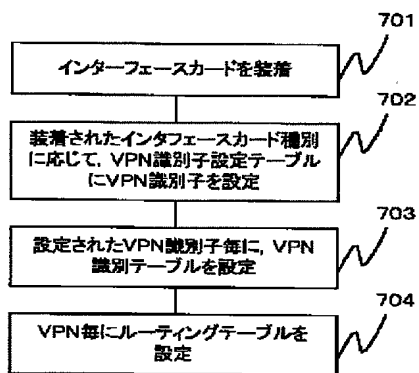 701
インターフェースカードを装着
702
装着されたインタフェースカード種別
に応じて，VPN識別子設定テーブル
にVPN識別子を設定
703
設定されたVPN識別子毎に，VPN
識別テーブルを設定
704
VPN毎にルーティングテーブルを
設定